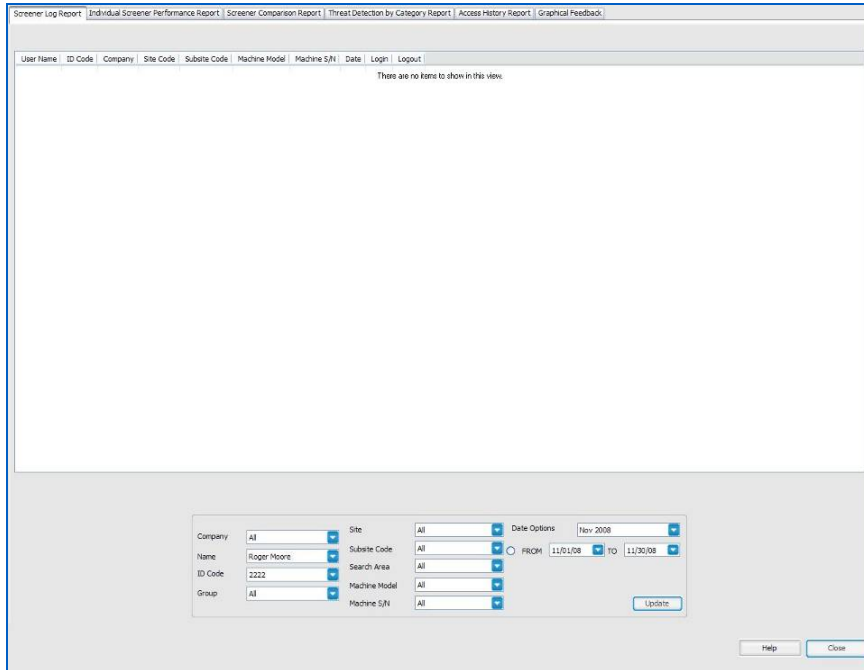 Screener Log Report Individual Screener Performance Report Screener Comparison Report Threat Detection by Category Report Access History Report Graphical Feedback
User Name ID Code Company Site Code Subsite Code Machine Model Machine S/N Date Login Logout
There are no items to show in this view.
Company All
Name Roger Moore
ID Code 2222
Group All
Site All
Subsite Code All
Search Area All
Machine Model All
Machine S/N All
Date Options Nov 2008
FROM 11/01/08 TO 11/30/08
Update
Help Close